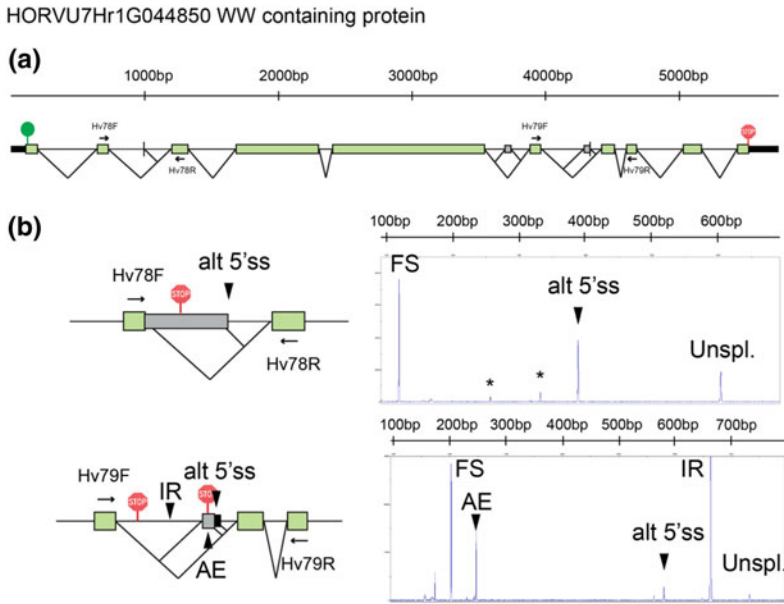 HORVU7Hr1G044850 WW containing protein
(a)
1000bp 2000bp 3000bp 4000bp 5000bp
Hv78F Hv79F STOP
Hv78R Hv79R
(b)
100bp 200bp 300bp 400bp 500bp 600bp
Hv78F alt 5'ss
STOP
Hv78R
FS
alt 5'ss
Unspl.
* *
100bp 200bp 300bp 400bp 500bp 600bp 700bp
Hv79F STOP IR STOP alt 5'ss
AE Hv79R
FS IR
AE
alt 5'ss
Unspl.